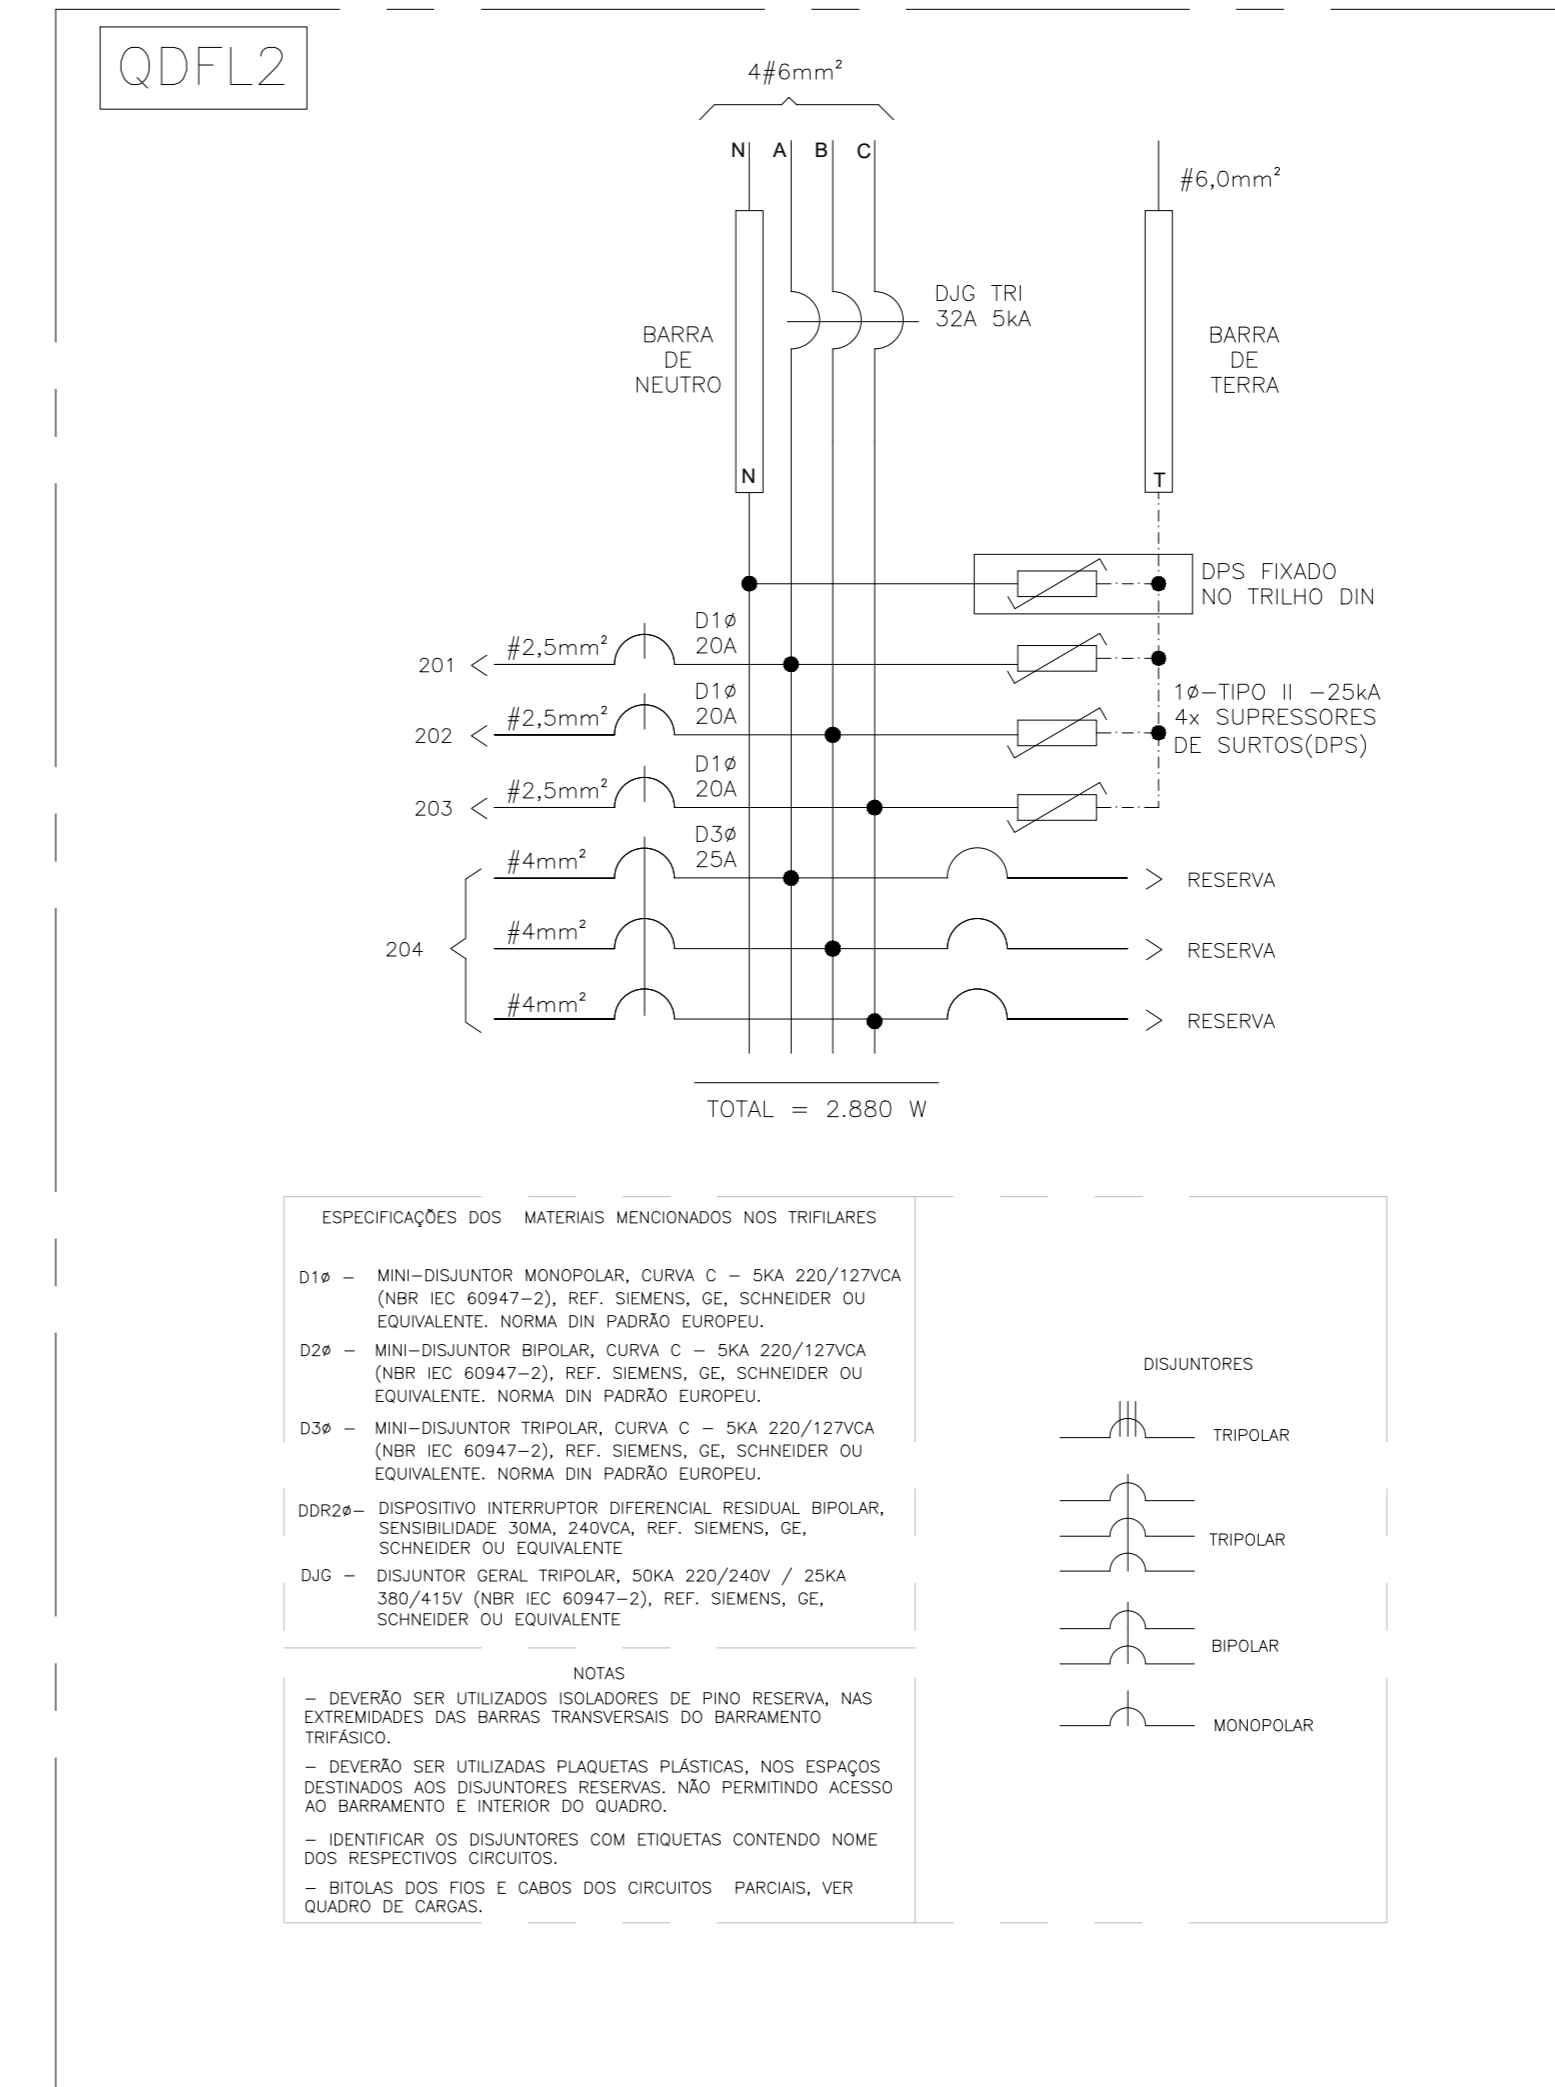 QDFL2
4#6mm²
N A B C
#6,0mm²
DJG TRI
32A 5kA
BARRA
DE
NEUTRO
BARRA
DE
TERRA
N
T
DPS FIXADO
NO TRILHO DIN
D1ø
20A
#2,5mm²
201
D1ø
20A
#2,5mm²
202
1ø-TIPO II -25kA
4x SUPRESSORES
DE SURTOS(DPS)
D1ø
20A
#2,5mm²
203
D3ø
25A
#4mm²
RESERVA
204
#4mm²
RESERVA
#4mm²
RESERVA
TOTAL = 2.880 W
ESPECIFICAÇÕES DOS MATERIAIS MENCIONADOS NOS TRIFILARES
D1ø – MINI-DISJUNTOR MONOPOLAR, CURVA C – 5KA 220/127VCA
(NBR IEC 60947-2), REF. SIEMENS, GE, SCHNEIDER OU
EQUIVALENTE. NORMA DIN PADRÃO EUROPEU.
D2ø – MINI-DISJUNTOR BIPOLAR, CURVA C – 5KA 220/127VCA
(NBR IEC 60947-2), REF. SIEMENS, GE, SCHNEIDER OU
EQUIVALENTE. NORMA DIN PADRÃO EUROPEU.
D3ø – MINI-DISJUNTOR TRIPOLAR, CURVA C – 5KA 220/127VCA
(NBR IEC 60947-2), REF. SIEMENS, GE, SCHNEIDER OU
EQUIVALENTE. NORMA DIN PADRÃO EUROPEU.
DDR2ø– DISPOSITIVO INTERRUPTOR DIFERENCIAL RESIDUAL BIPOLAR,
SENSIBILIDADE 30MA, 240VCA, REF. SIEMENS, GE,
SCHNEIDER OU EQUIVALENTE
DJG – DISJUNTOR GERAL TRIPOLAR, 50KA 220/240V / 25KA
380/415V (NBR IEC 60947-2), REF. SIEMENS, GE,
SCHNEIDER OU EQUIVALENTE
NOTAS
– DEVERÃO SER UTILIZADOS ISOLADORES DE PINO RESERVA, NAS
EXTREMIDADES DAS BARRAS TRANSVERSAIS DO BARRAMENTO
TRIFÁSICO.
– DEVERÃO SER UTILIZADAS PLAQUETAS PLÁSTICAS, NOS ESPAÇOS
DESTINADOS AOS DISJUNTORES RESERVAS. NÃO PERMITINDO ACESSO
AO BARRAMENTO E INTERIOR DO QUADRO.
– IDENTIFICAR OS DISJUNTORES COM ETIQUETAS CONTENDO NOME
DOS RESPECTIVOS CIRCUITOS.
– BITOLAS DOS FIOS E CABOS DOS CIRCUITOS PARCIAIS, VER
QUADRO DE CARGAS.
DISJUNTORES
TRIPOLAR
TRIPOLAR
BIPOLAR
MONOPOLAR